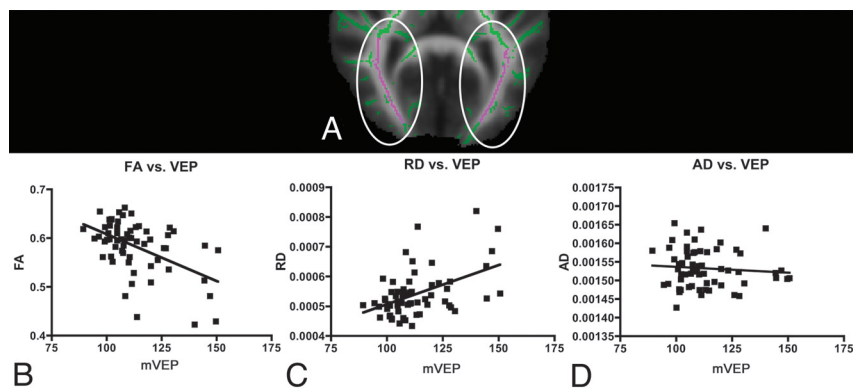 A
FA vs. VEP
0.7
0.6
0.5
0.4
FA
75
100
125
150
175
mVEP
B
RD vs. VEP
0.0009
0.0008
0.0007
0.0006
0.0005
0.0004
RD
75
100
125
150
175
mVEP
C
AD vs. VEP
0.00175
0.00170
0.00165
0.00160
0.00155
0.00150
0.00145
0.00140
0.00135
AD
75
100
125
150
175
mVEP
D